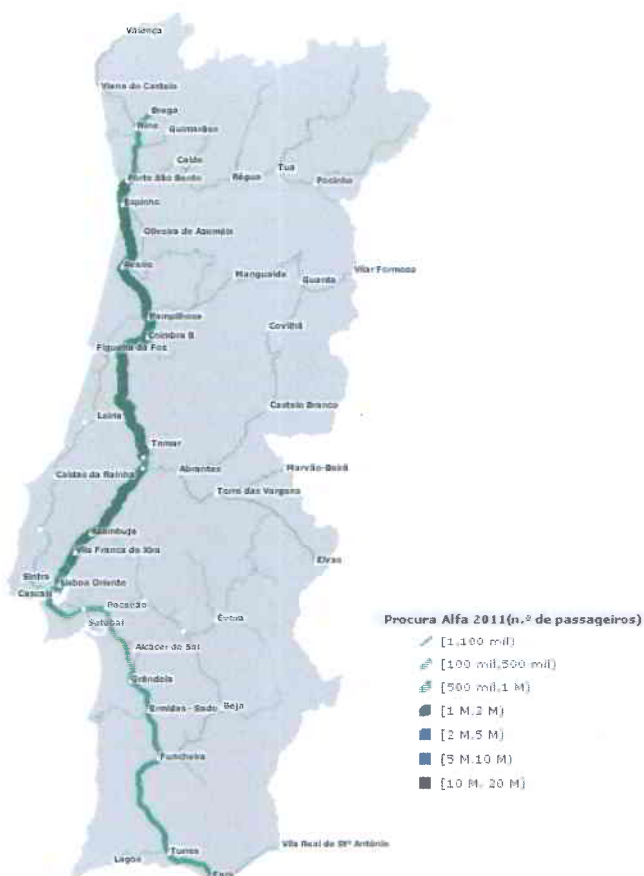 Valença
Viana do Castelo
Braga
Nine
Guimarães
Caíde
Porto São Bento
Régua
Tua
Pocinho
Espinho
Oliveira de Azeméis
Aveiro
Mangualde
Guarda
Vilar Formoso
Pampilhosa
Coimbra B
Covilhã
Figueira da Foz
Castelo Branco
Leiria
Tomar
Caldas da Rainha
Abrantes
Marvão-Beirã
Torre das Vargens
Azambuja
Elvas
Vila Franca de Xira
Sintra
Lisboa Oriente
Cascais
Poceirão
Setúbal
Évora
Procura Alfa 2011(n.º de passageiros)
Alcácer do Sal
[1,100 mil)
[100 mil,500 mil)
Grândola
[500 mil,1 M)
Ermidas - Sado
Beja
[1 M,2 M)
[2 M,5 M)
Funcheira
[5 M,10 M)
[10 M, 20 M)
Vila Real de Stº António
Tunes
Lagos
Faro